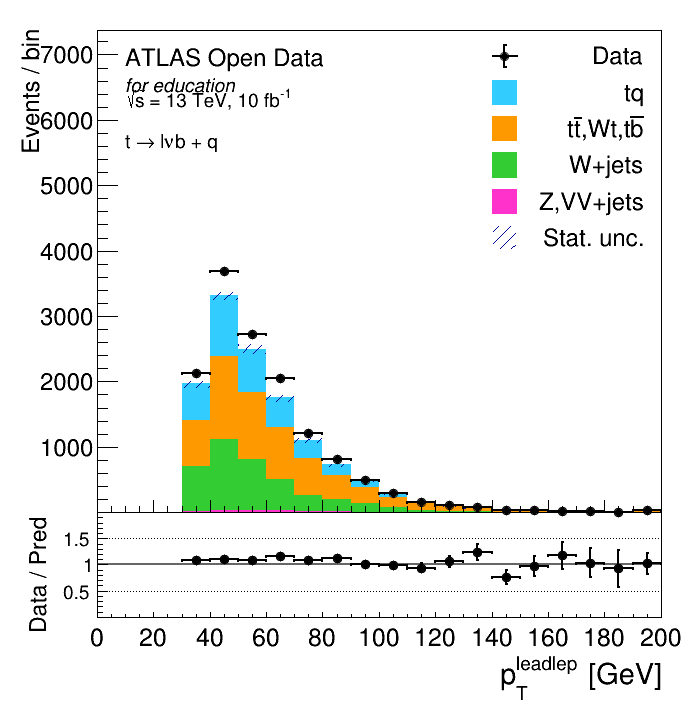 Events / bin
7000
6000
5000
4000
3000
2000
1000
ATLAS Open Data
for education
√s = 13 TeV, 10 fb⁻¹
t → lνb + q
Data
tq
tt̅,Wt,tb̅
W+jets
Z,VV+jets
Stat. unc.
Data / Pred
1.5
1
0.5
0 20 40 60 80 100 120 140 160 180 200
p_T^leadlep [GeV]